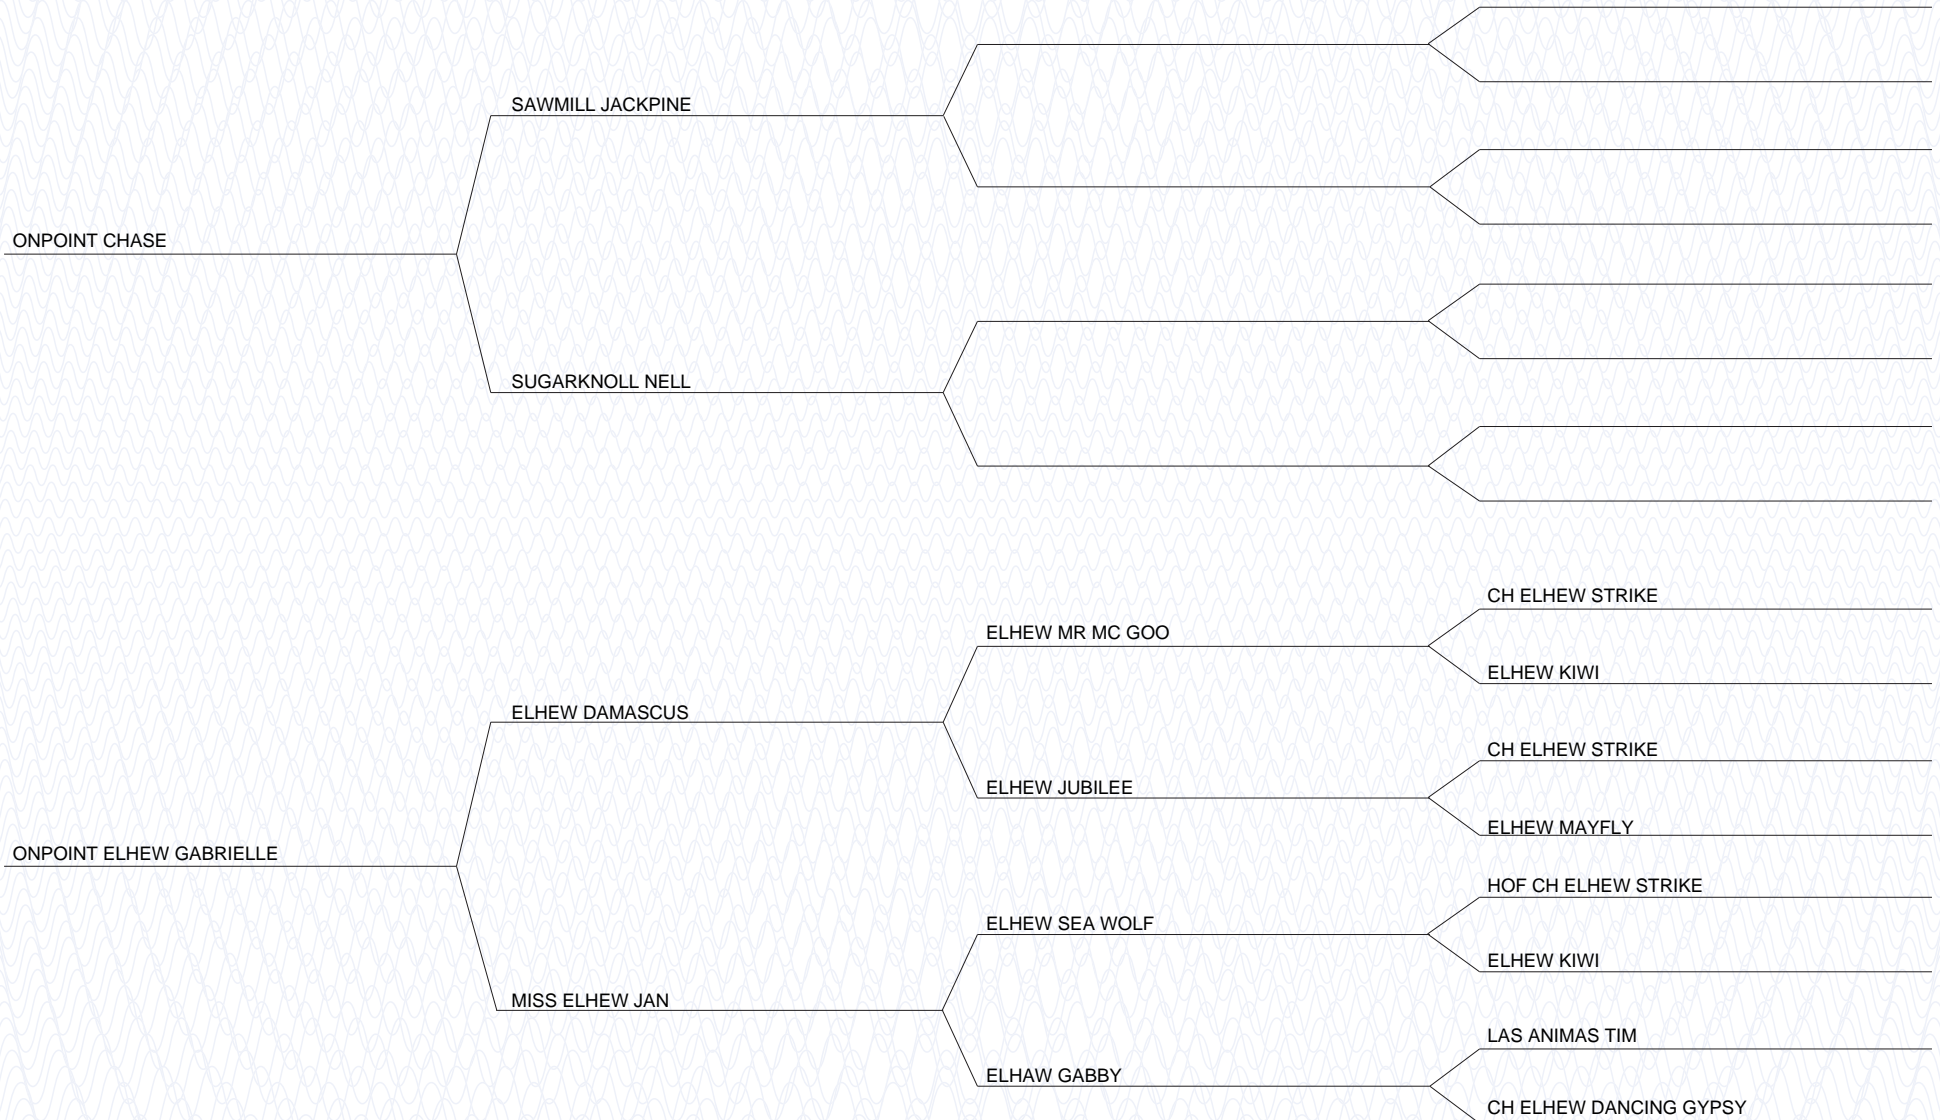 SAWMILL JACKPINE
ONPOINT CHASE
SUGARKNOLL NELL
CH ELHEW STRIKE
ELHEW MR MC GOO
ELHEW KIWI
ELHEW DAMASCUS
CH ELHEW STRIKE
ELHEW JUBILEE
ELHEW MAYFLY
ONPOINT ELHEW GABRIELLE
HOF CH ELHEW STRIKE
ELHEW SEA WOLF
ELHEW KIWI
MISS ELHEW JAN
LAS ANIMAS TIM
ELHAW GABBY
CH ELHEW DANCING GYPSY